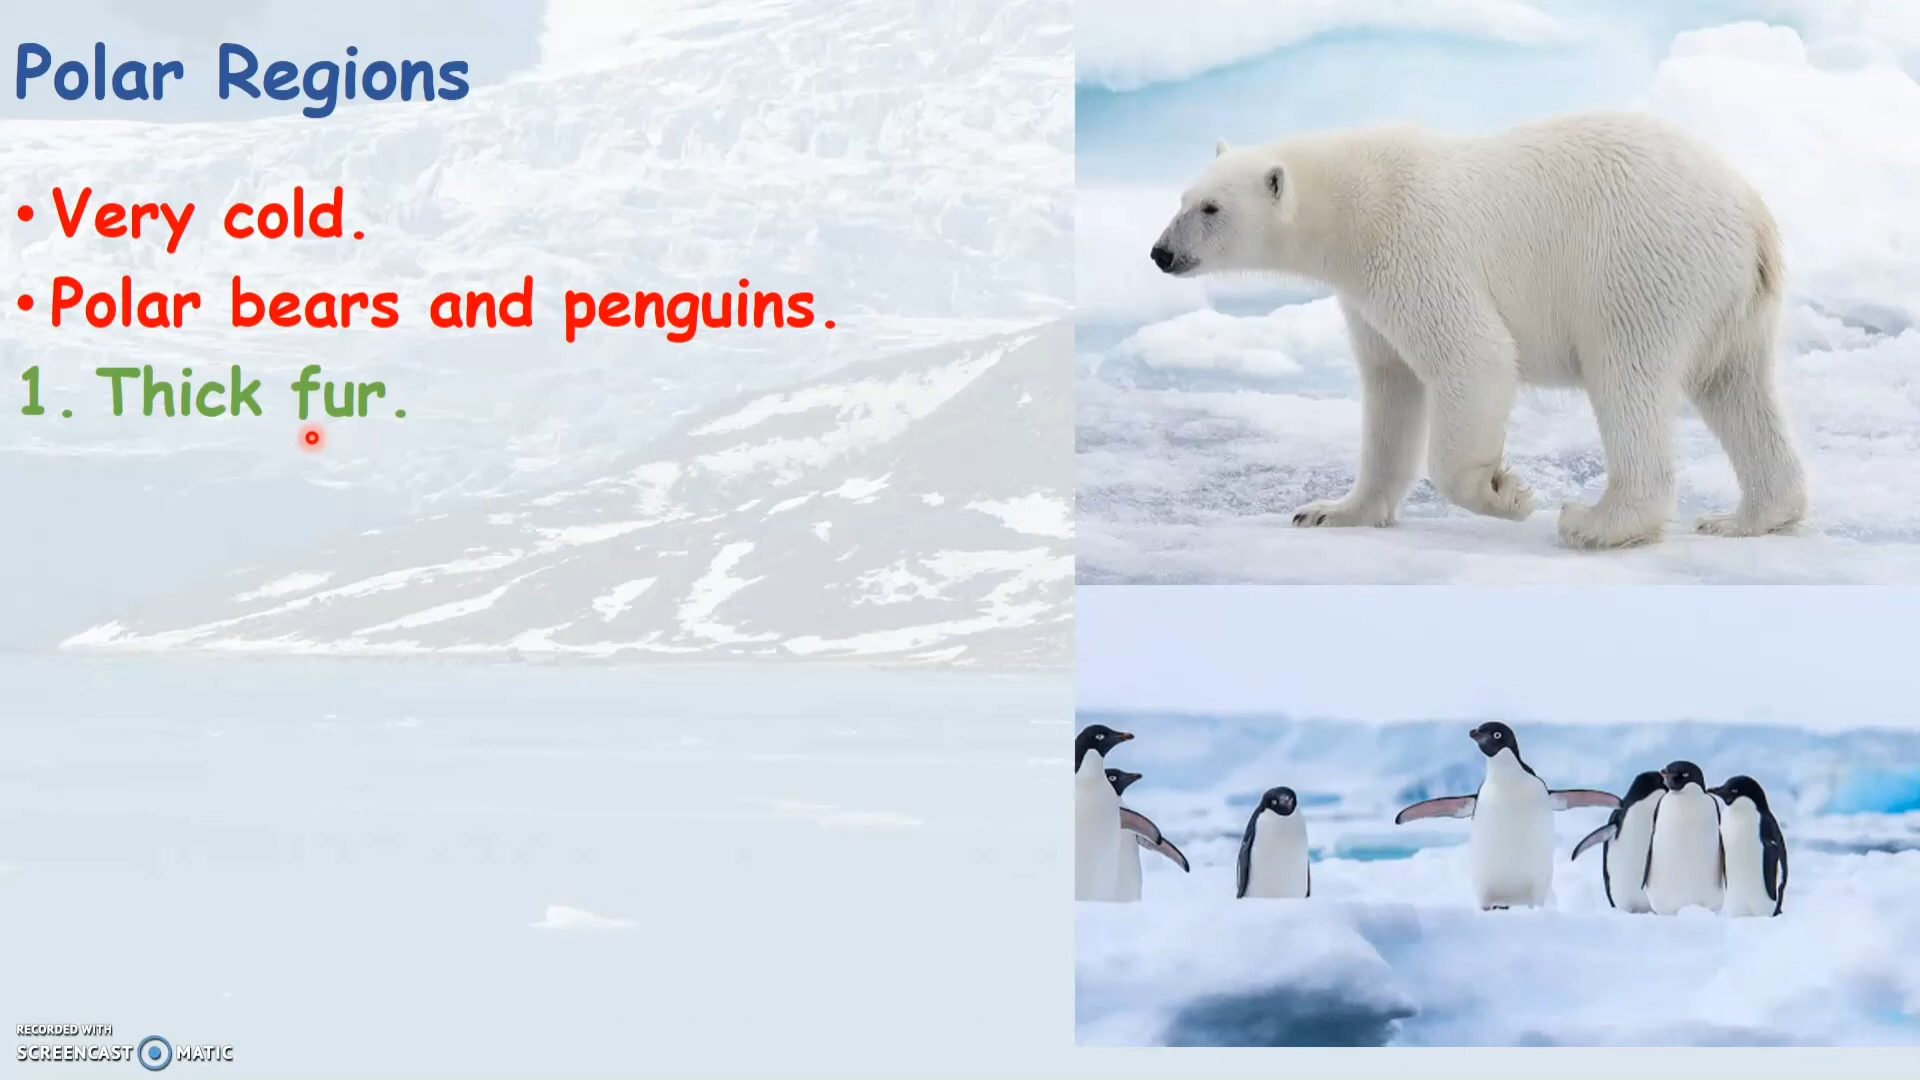 Polar Regions
• Very cold.
• Polar bears and penguins.
1. Thick fur.
RECORDED WITH
SCREENCAST MATIC